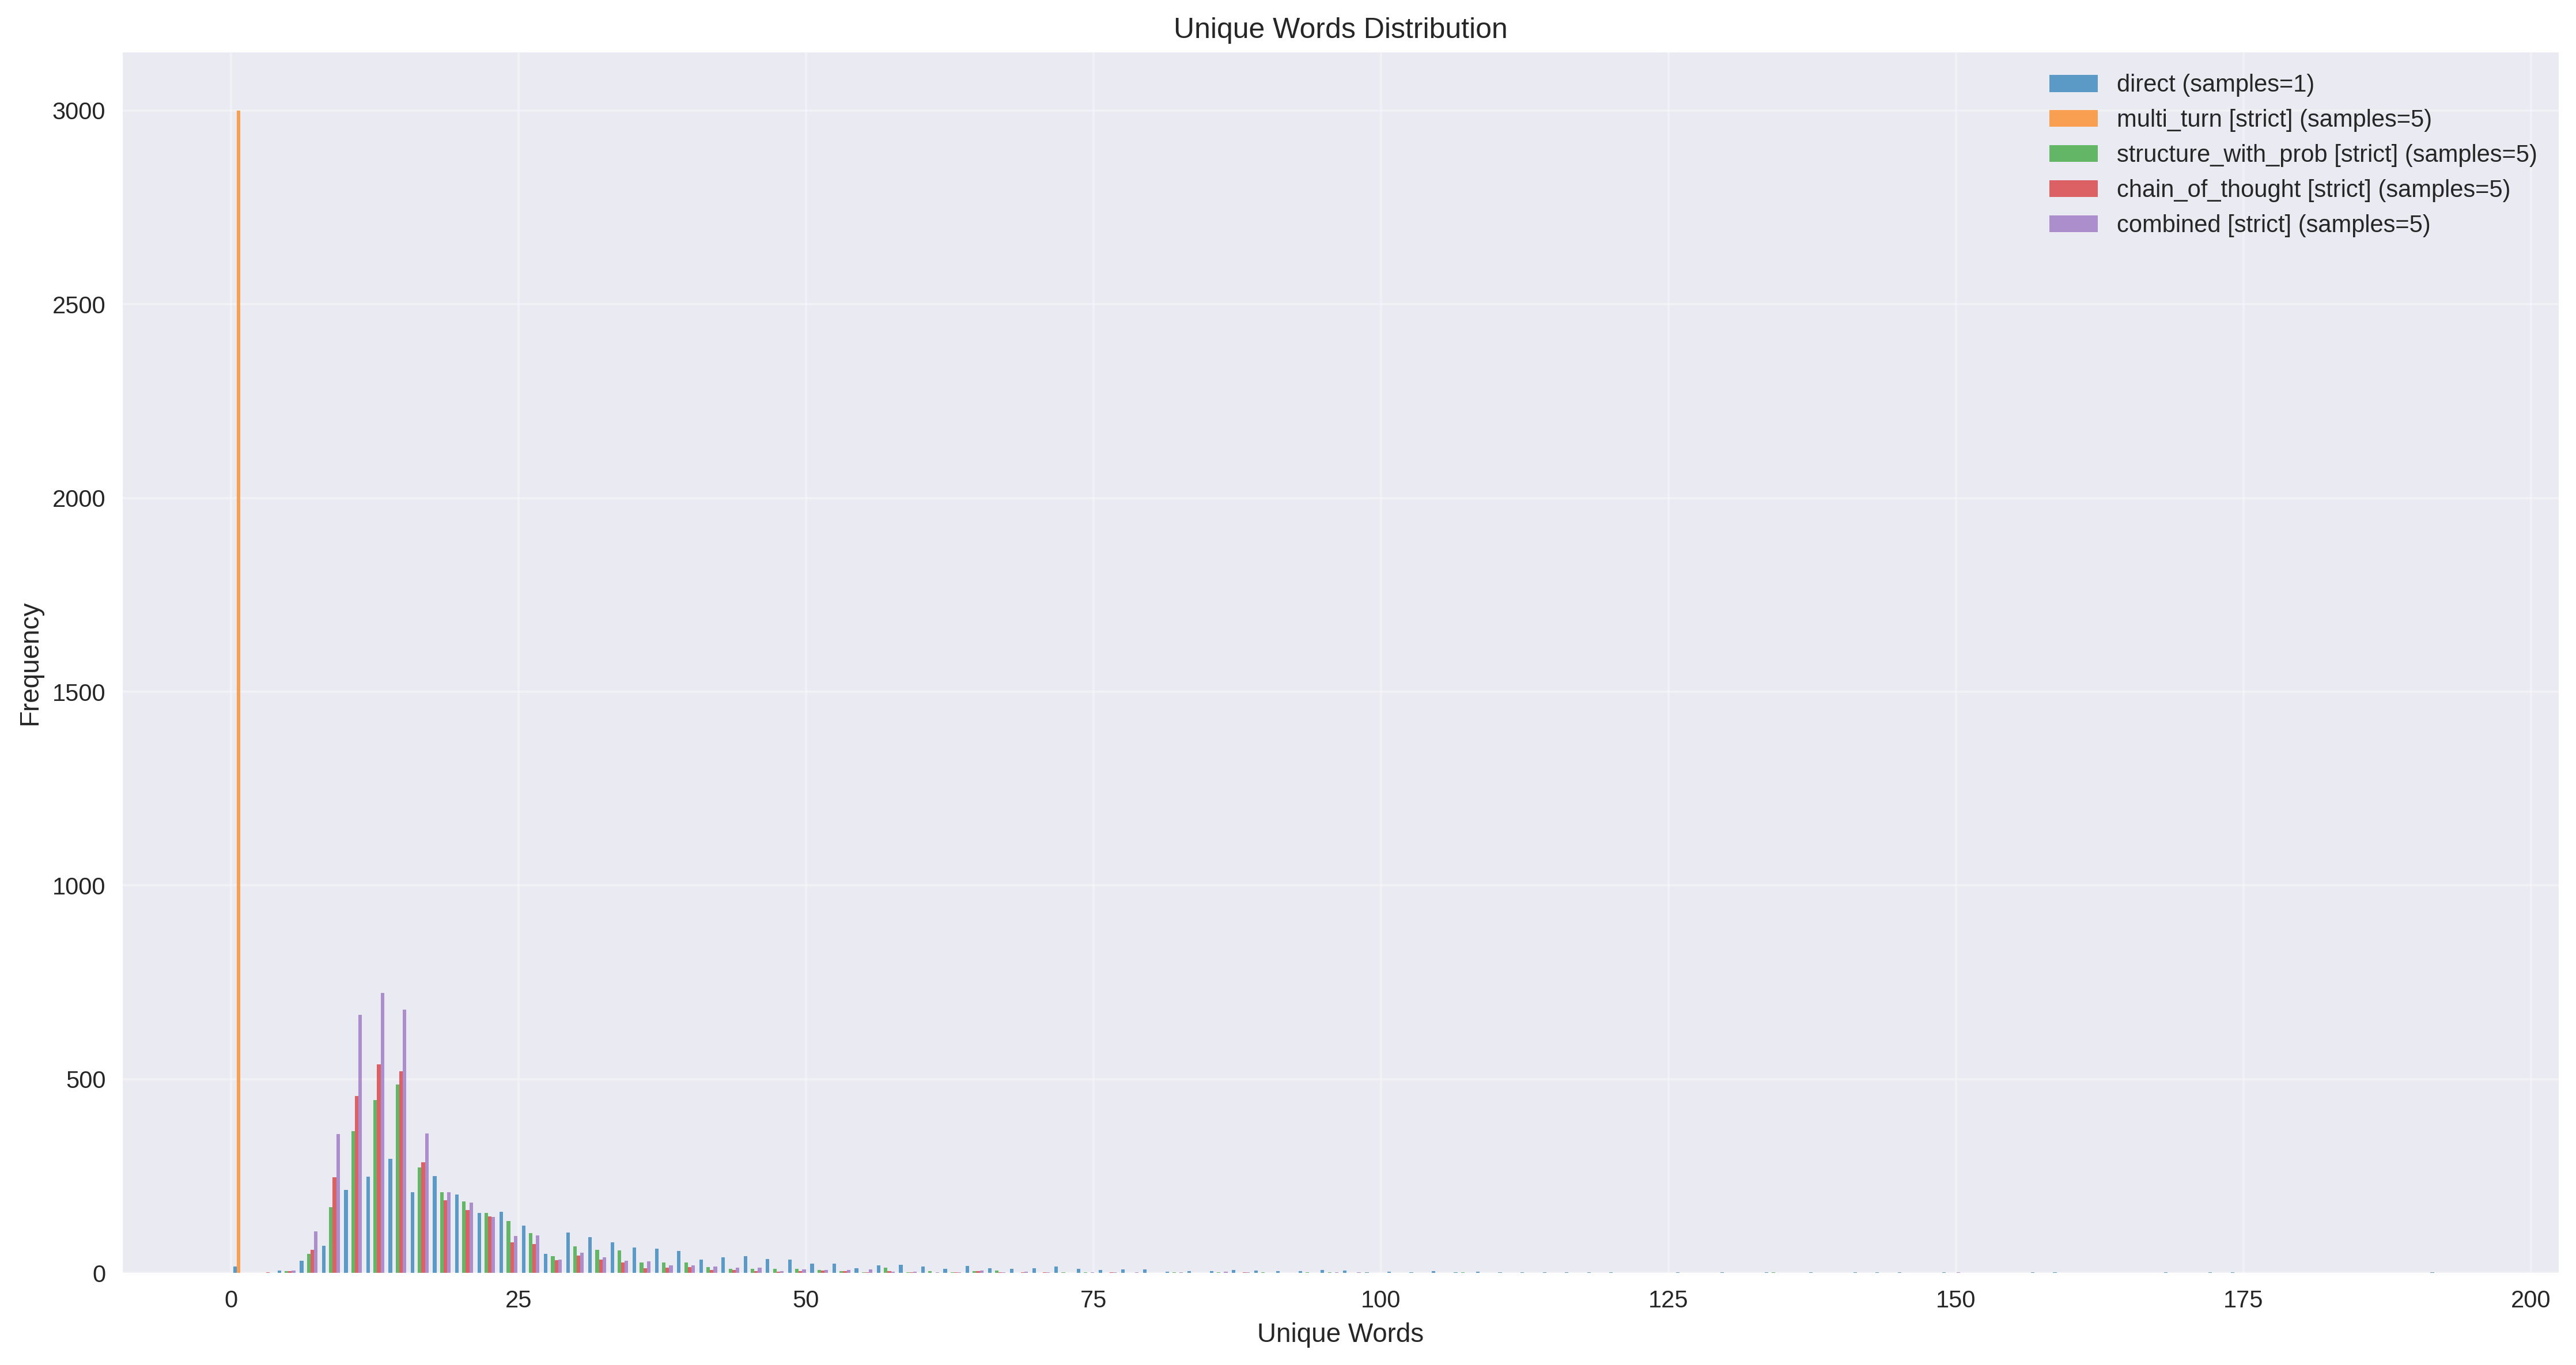 Unique Words Distribution
direct (samples=1)
multi_turn [strict] (samples=5)
structure_with_prob [strict] (samples=5)
chain_of_thought [strict] (samples=5)
combined [strict] (samples=5)
Frequency
3000
2500
2000
1500
1000
500
0
0 25 50 75 100 125 150 175 200
Unique Words